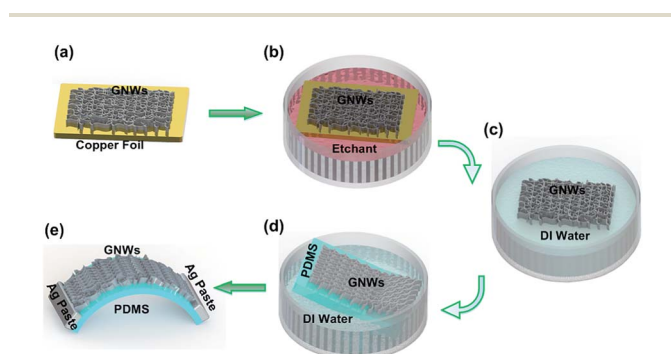 (a)
GNWs
Copper Foil
(b)
GNWs
Etchant
(c)
GNWs
DI Water
(d)
PDMS
GNWs
DI Water
(e)
GNWs
Ag Paste
Ag Paste
PDMS